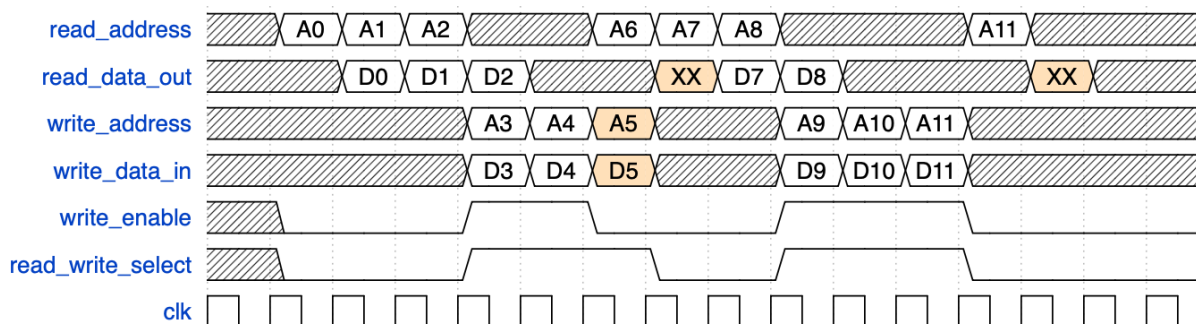 read_address A0 A1 A2 A6 A7 A8 A11
read_data_out D0 D1 D2 XX D7 D8 XX
write_address A3 A4 A5 A9 A10 A11
write_data_in D3 D4 D5 D9 D10 D11
write_enable
read_write_select
clk